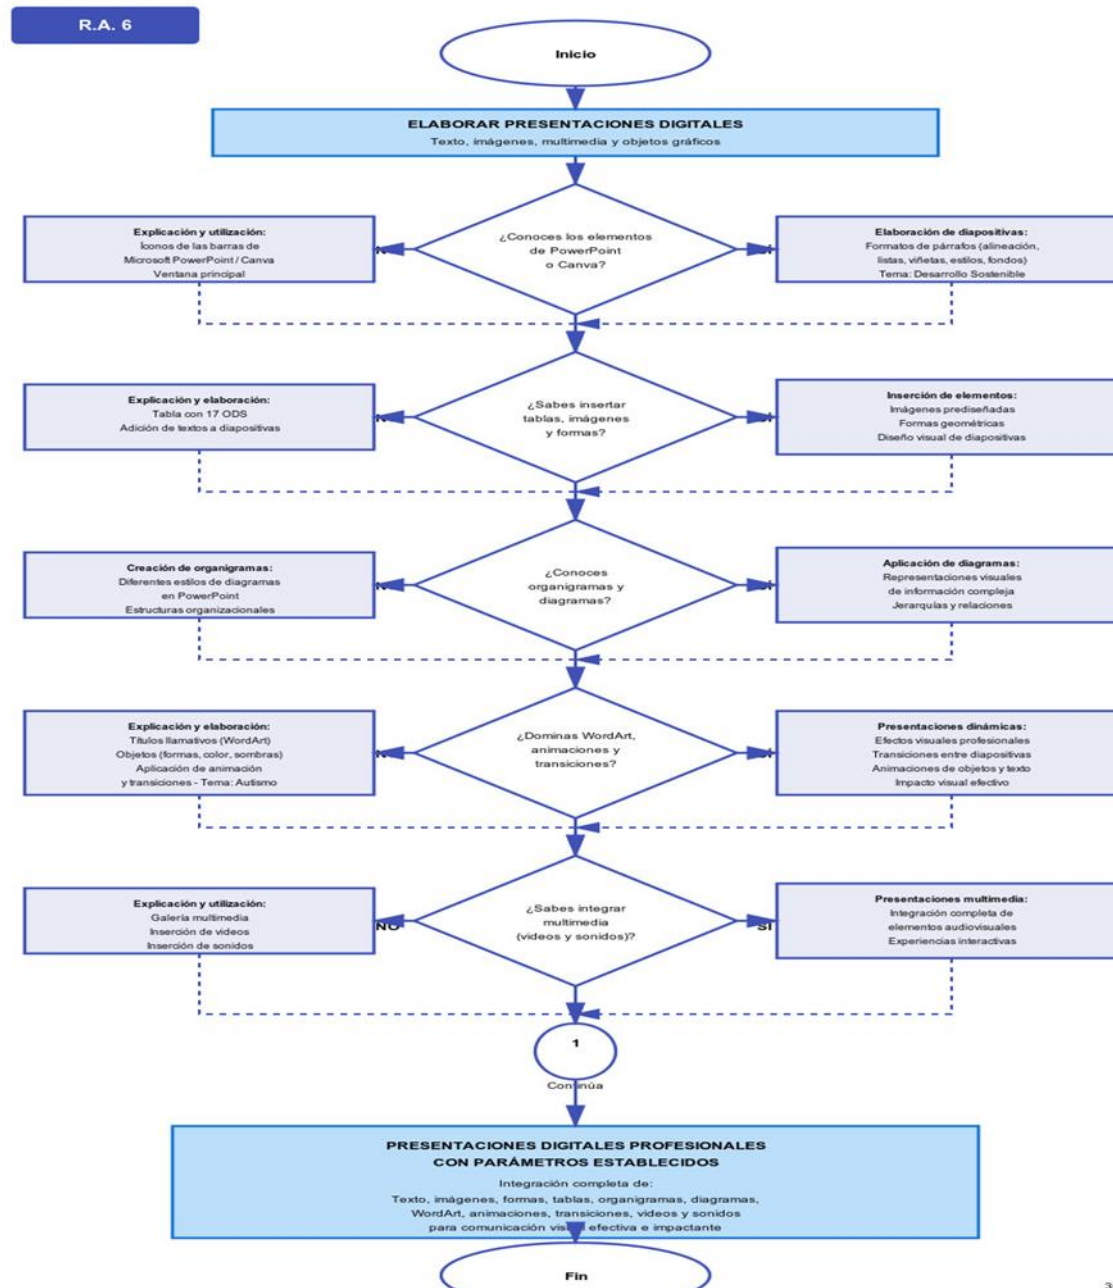 R.A. 6
Inicio
ELABORAR PRESENTACIONES DIGITALES
Texto, imágenes, multimedia y objetos gráficos
¿Conoces los elementos
de PowerPoint
o Canva?
Explicación y utilización:
Íconos de las barras de
Microsoft PowerPoint / Canva
Ventana principal
Elaboración de diapositivas:
Formatos de párrafos (alineación,
listas, viñetas, estilos, fondos)
Tema: Desarrollo Sostenible
¿Sabes insertar
tablas, imágenes
y formas?
Explicación y elaboración:
Tabla con 17 ODS
Adición de textos a diapositivas
Inserción de elementos:
Imágenes prediseñadas
Formas geométricas
Diseño visual de diapositivas
¿Conoces
organigramas y
diagramas?
Creación de organigramas:
Diferentes estilos de diagramas
en PowerPoint
Estructuras organizacionales
Aplicación de diagramas:
Representaciones visuales
de información compleja
Jerarquías y relaciones
¿Dominas WordArt,
animaciones y
transiciones?
Explicación y elaboración:
Títulos llamativos (WordArt)
Objetos (formas, color, sombras)
Aplicación de animación
y transiciones - Tema: Autismo
Presentaciones dinámicas:
Efectos visuales profesionales
Transiciones entre diapositivas
Animaciones de objetos y texto
Impacto visual efectivo
¿Sabes integrar
multimedia
(videos y sonidos)?
NO
SÍ
Explicación y utilización:
Galería multimedia
Inserción de videos
Inserción de sonidos
Presentaciones multimedia:
Integración completa de
elementos audiovisuales
Experiencias interactivas
1
Continúa
PRESENTACIONES DIGITALES PROFESIONALES
CON PARÁMETROS ESTABLECIDOS
Integración completa de:
Texto, imágenes, formas, tablas, organigramas, diagramas,
WordArt, animaciones, transiciones, videos y sonidos
para comunicación visual efectiva e impactante
Fin
3